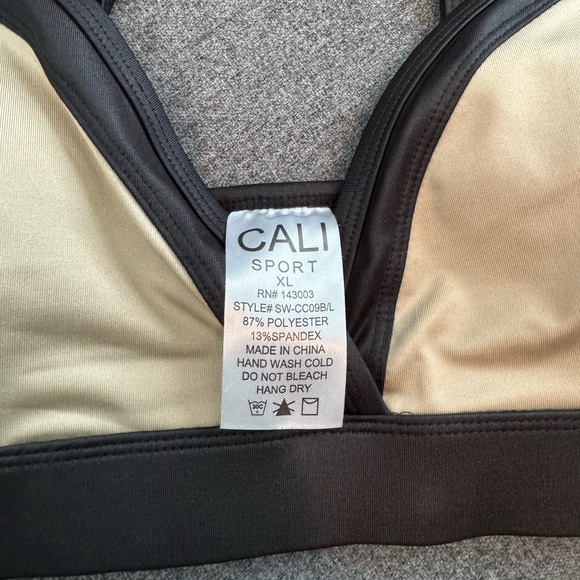 CALI
SPORT
XL
RN# 143003
STYLE# SW-CC09B/L
87% POLYESTER
13%SPANDEX
MADE IN CHINA
HAND WASH COLD
DO NOT BLEACH
HANG DRY
30C